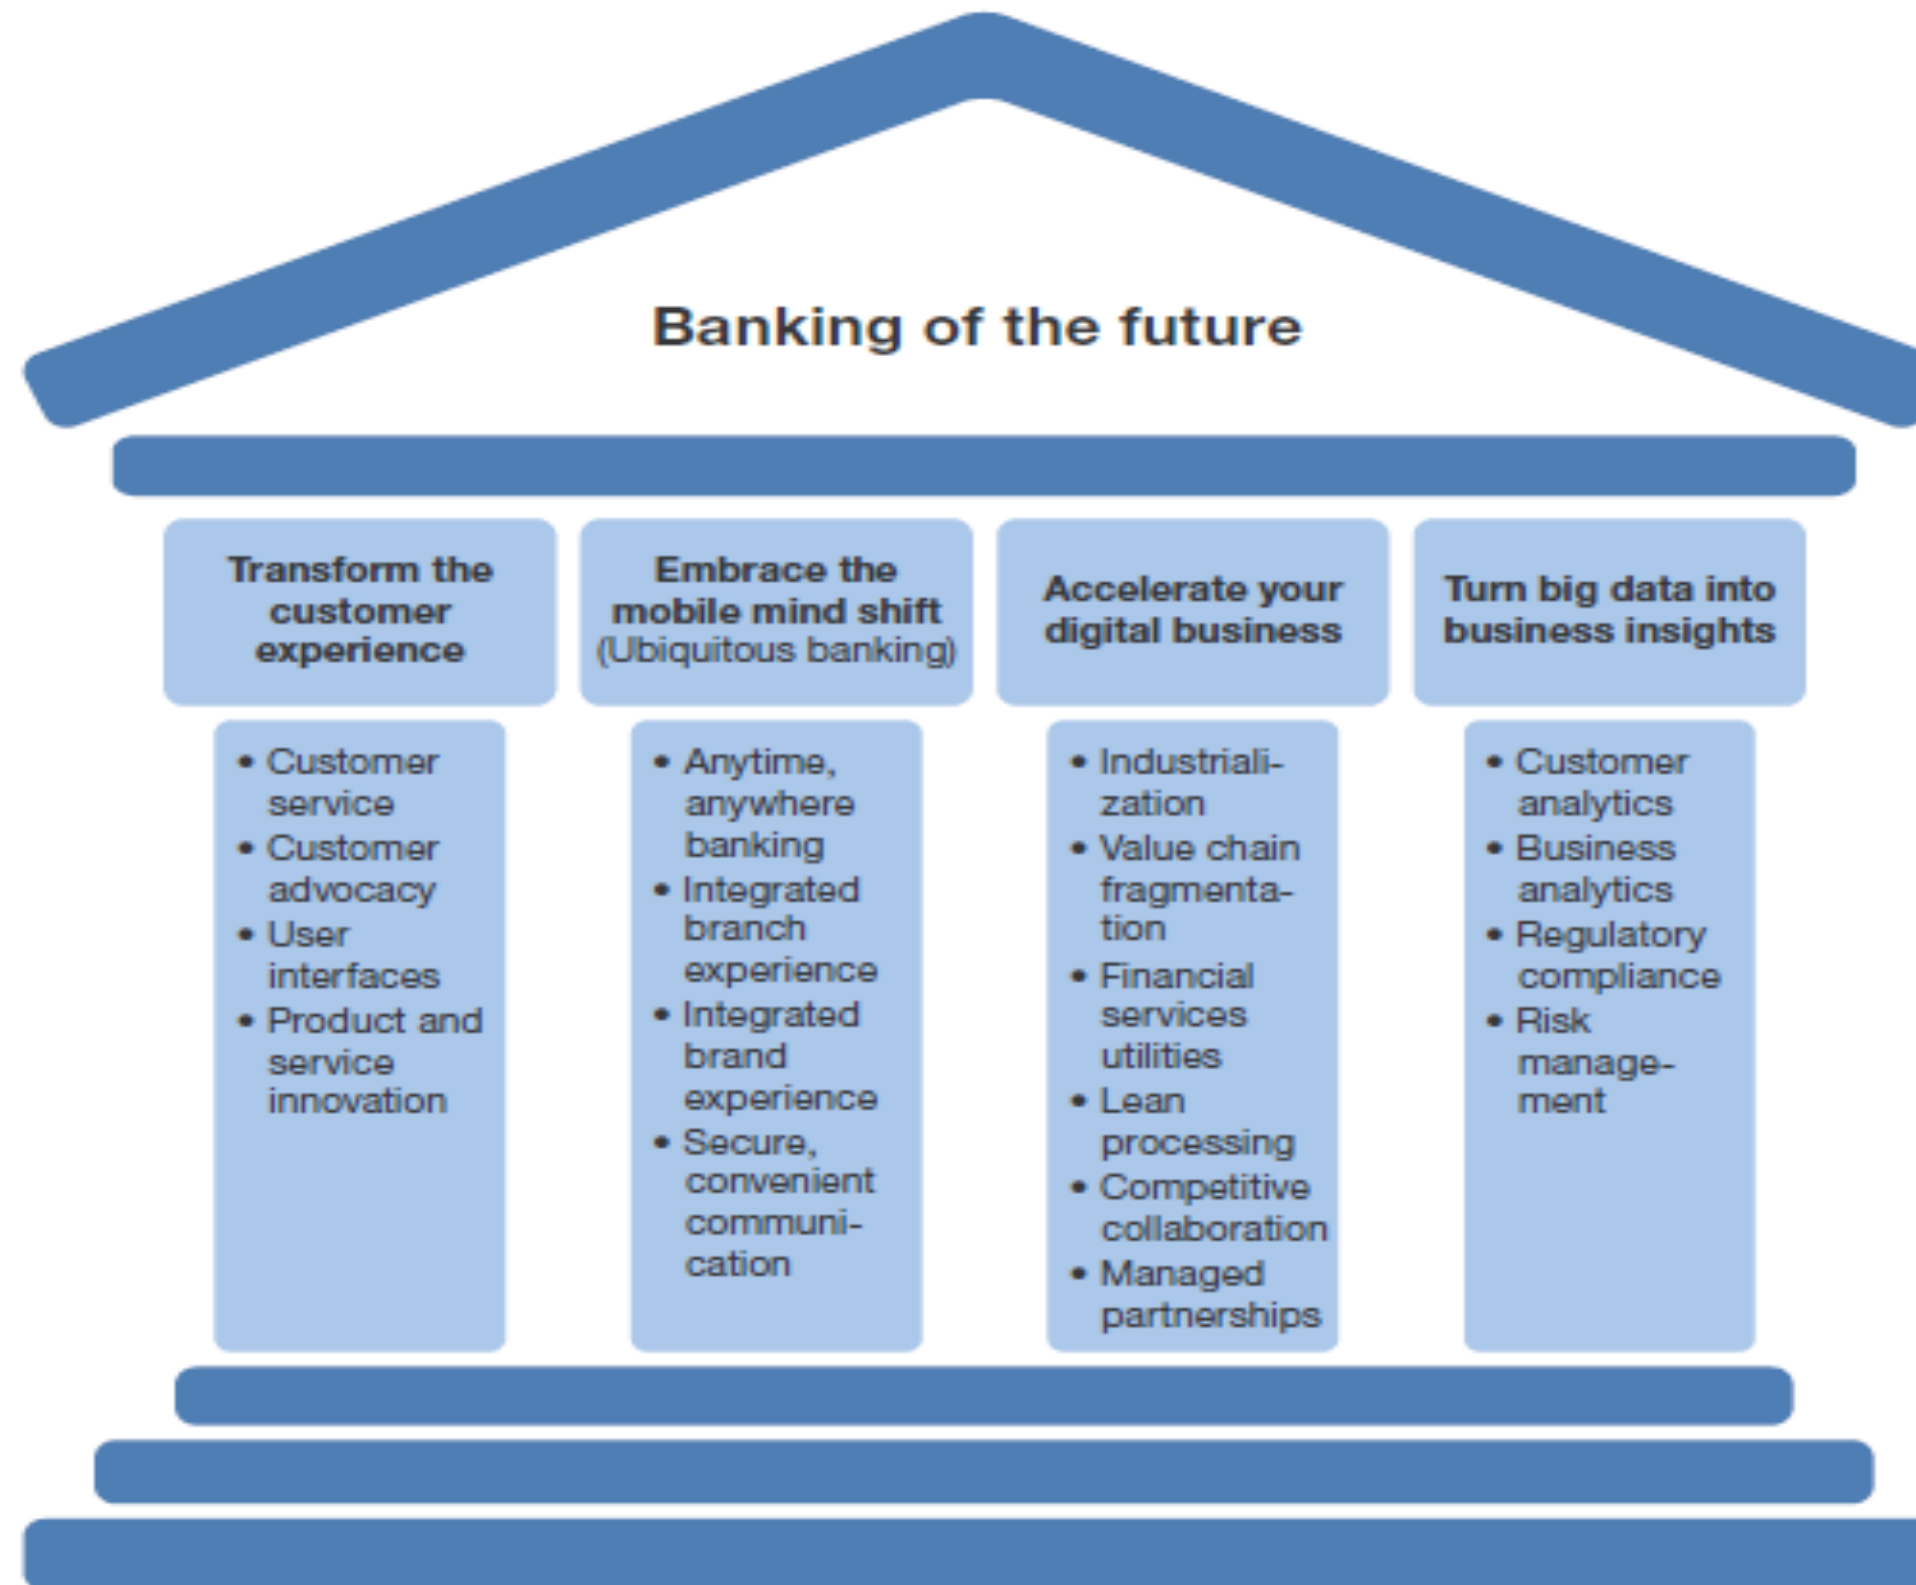 Banking of the future
Transform the
customer
experience
• Customer
service
• Customer
advocacy
• User
interfaces
• Product and
service
innovation
Embrace the
mobile mind shift
(Ubiquitous banking)
• Anytime,
anywhere
banking
• Integrated
branch
experience
• Integrated
brand
experience
• Secure,
convenient
communi-
cation
Accelerate your
digital business
• Industriali-
zation
• Value chain
fragmenta-
tion
• Financial
services
utilities
• Lean
processing
• Competitive
collaboration
• Managed
partnerships
Turn big data into
business insights
• Customer
analytics
• Business
analytics
• Regulatory
compliance
• Risk
manage-
ment